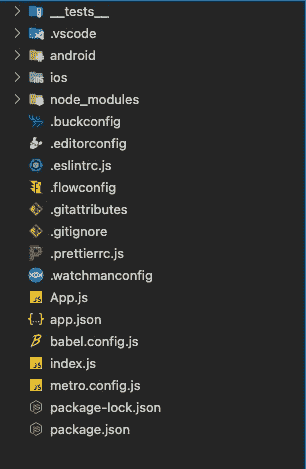 __tests__
.vscode
android
ios
node_modules
.buckconfig
.editorconfig
.eslintrc.js
.flowconfig
.gitattributes
.gitignore
.prettierrc.js
.watchmanconfig
App.js
app.json
babel.config.js
index.js
metro.config.js
package-lock.json
package.json